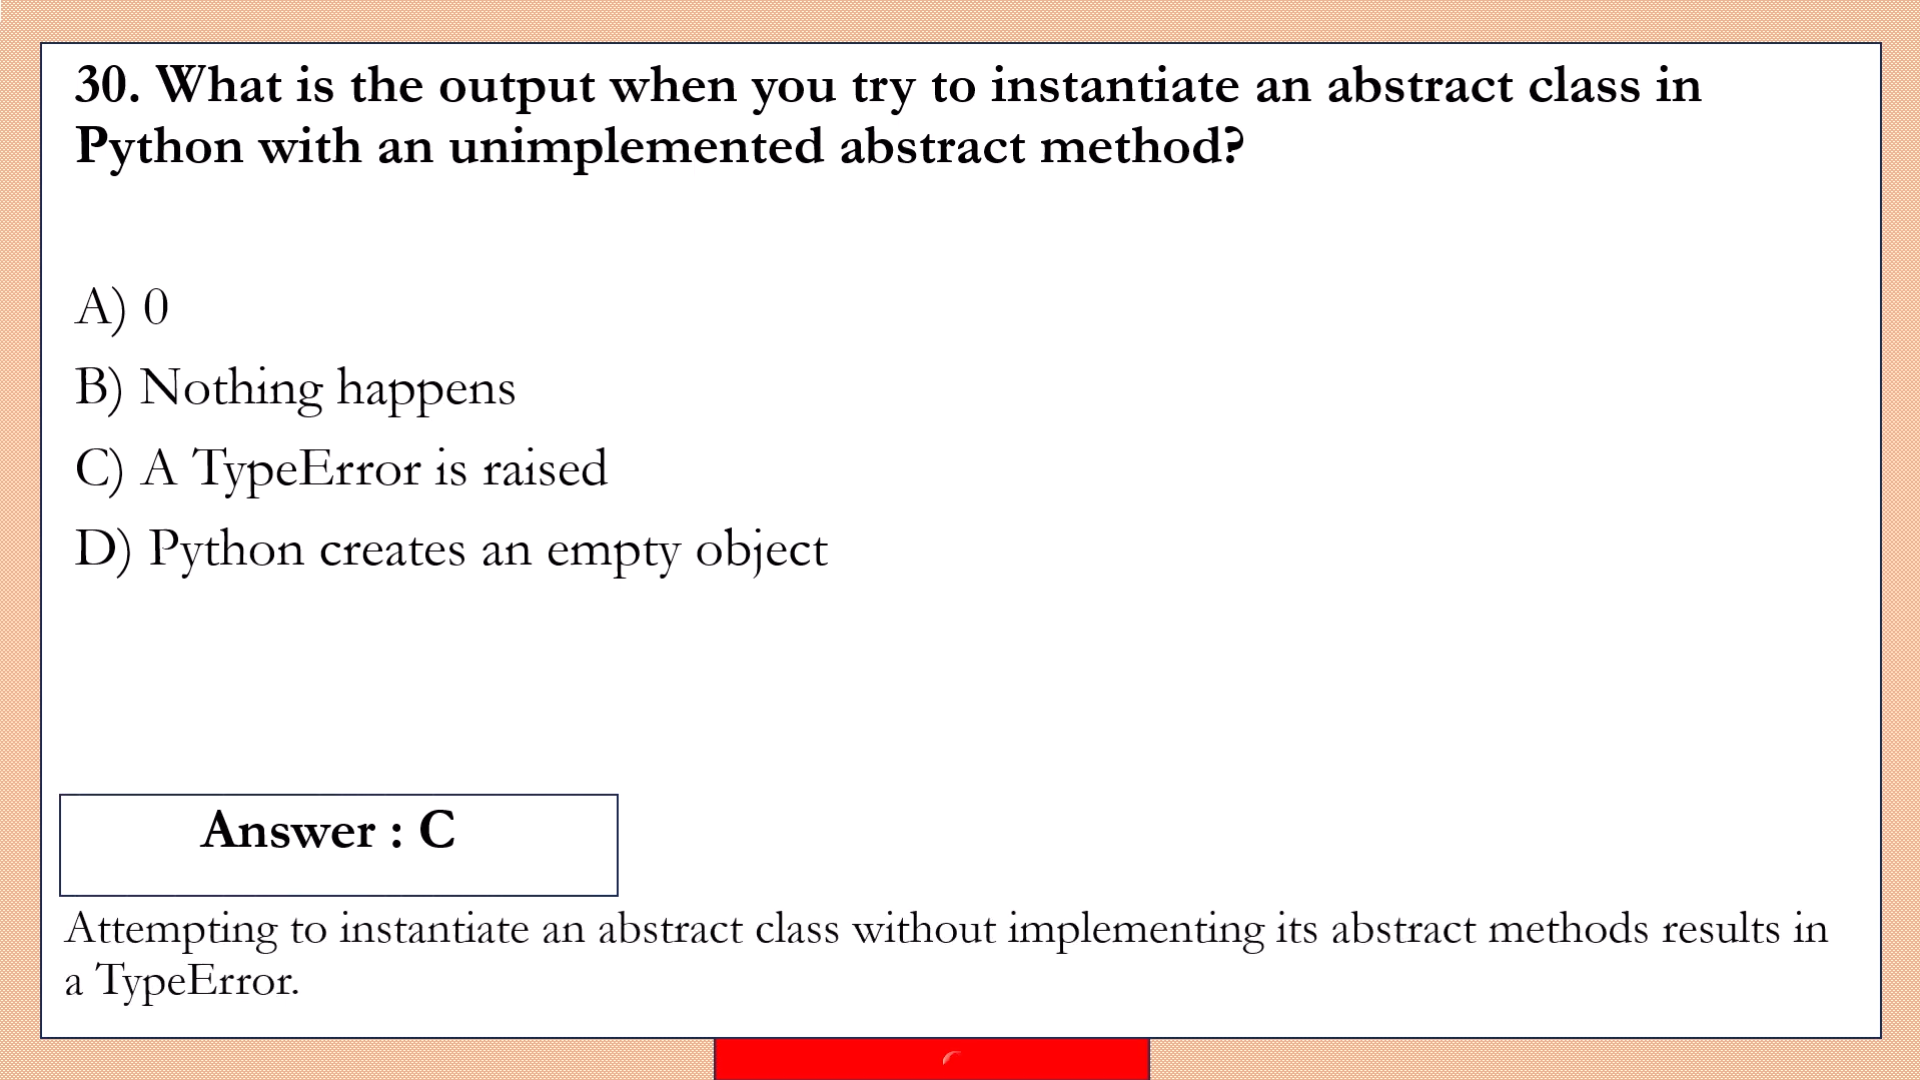 30. What is the output when you try to instantiate an abstract class in
Python with an unimplemented abstract method?
A) 0
B) Nothing happens
C) A TypeError is raised
D) Python creates an empty object
Answer : C
Attempting to instantiate an abstract class without implementing its abstract methods results in
a TypeError.